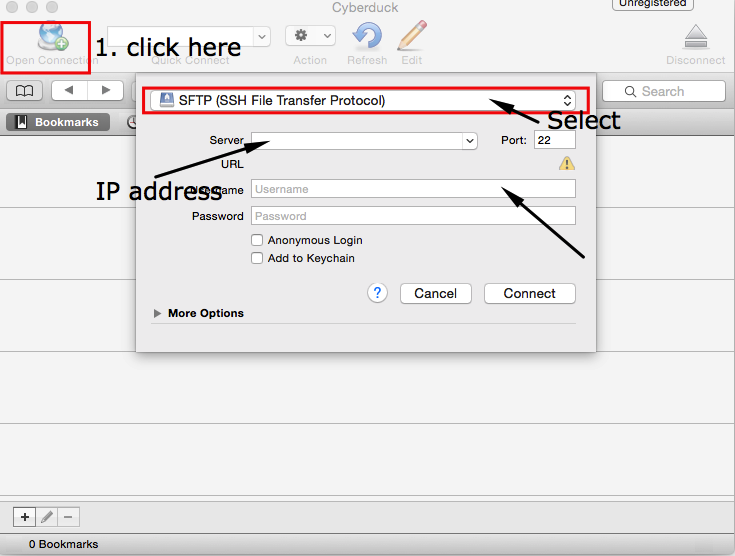 Cyberduck
Unregistered
1. click here
Open Connection
Quick Connect
Action
Refresh
Edit
Disconnect
SFTP (SSH File Transfer Protocol)
Search
Select
Bookmarks
Server
Port: 22
URL
IP address
Username Username
Password Password
Anonymous Login
Add to Keychain
? Cancel Connect
More Options
0 Bookmarks